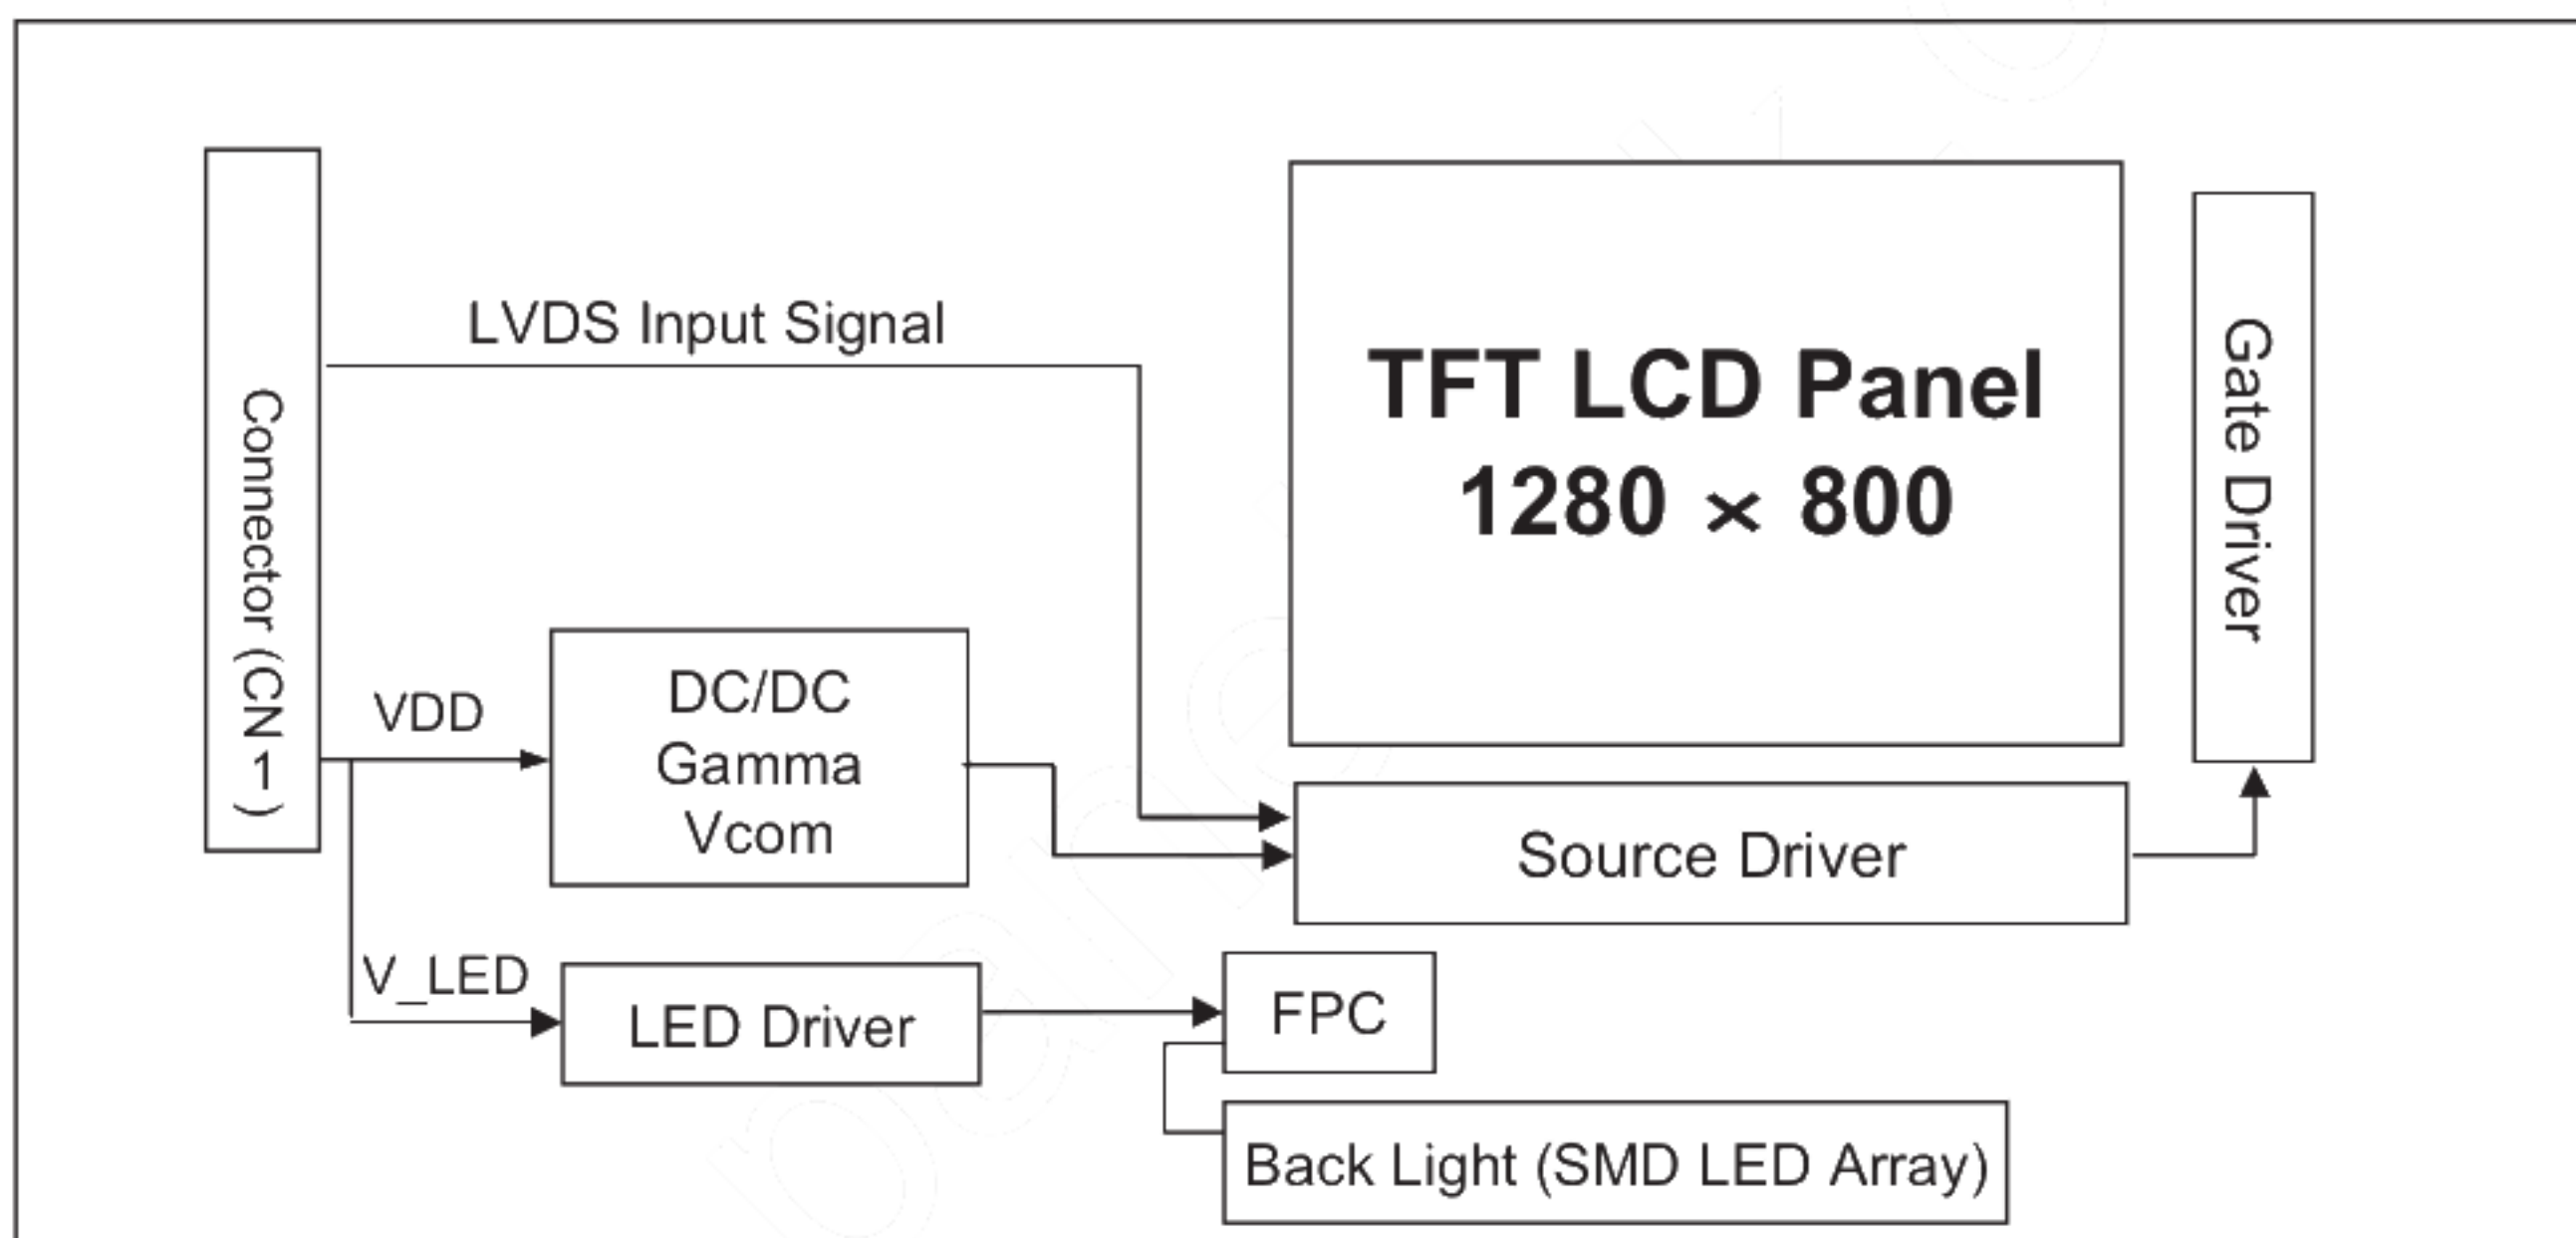 Connector (CN1)
LVDS Input Signal
VDD
DC/DC
Gamma
Vcom
V_LED
LED Driver
TFT LCD Panel
1280 × 800
Gate Driver
Source Driver
FPC
Back Light (SMD LED Array)